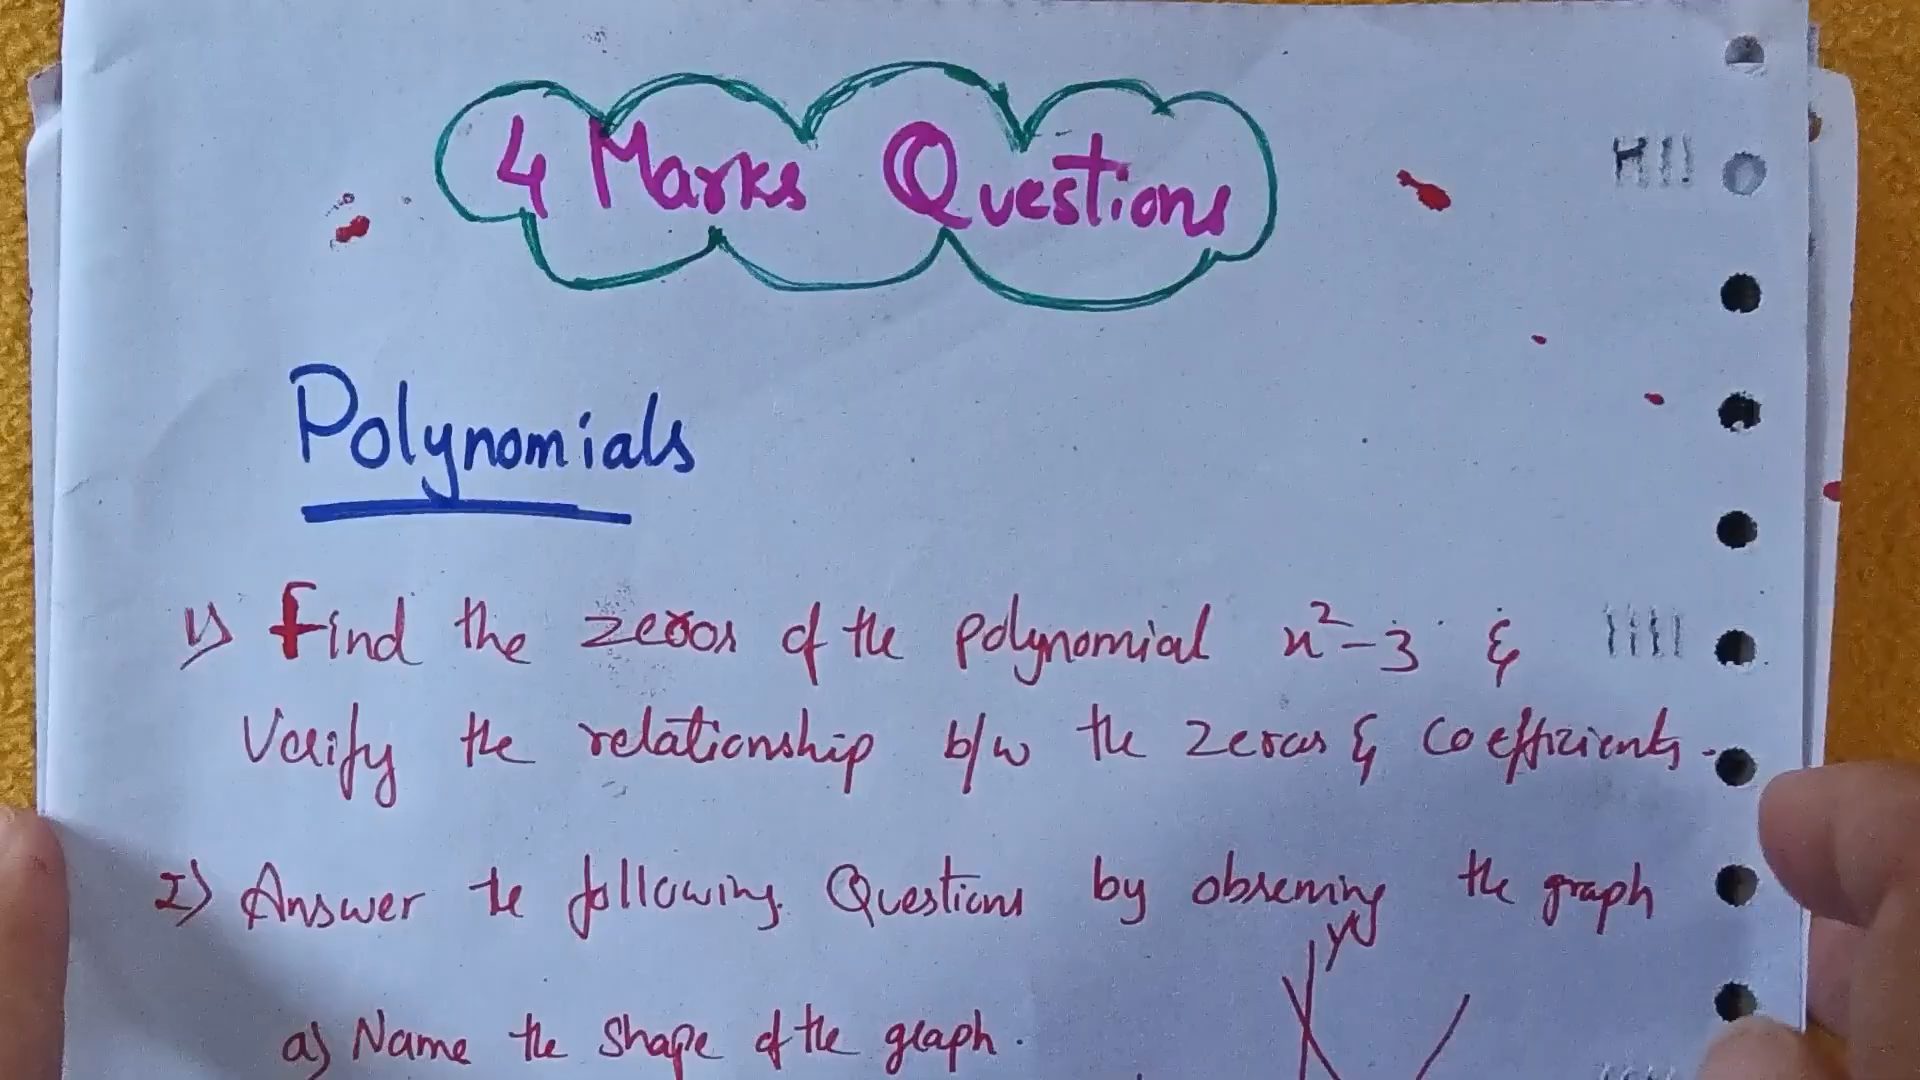 4 Marks Questions
Polynomials
1) Find the zeros of the polynomial x²-3 &
Verify the relationship b/w the zeros & coefficients.
2) Answer the following Questions by observing the graph
y
a) Name the shape of the graph.